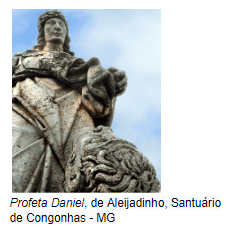 Profeta Daniel, de Aleijadinho, Santuário
de Congonhas - MG